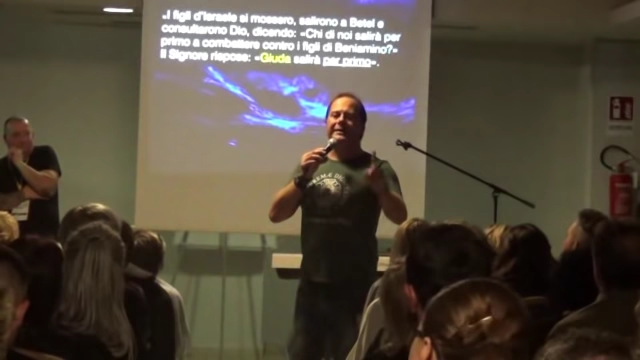 „I figli d'Israele si mossero, salirono a Betel e
consultarono Dio, dicendo: «Chi di noi salirà per
primo a combattere contro i figli di Beniamino?»
Il Signore rispose: «Giuda salirà per primo».